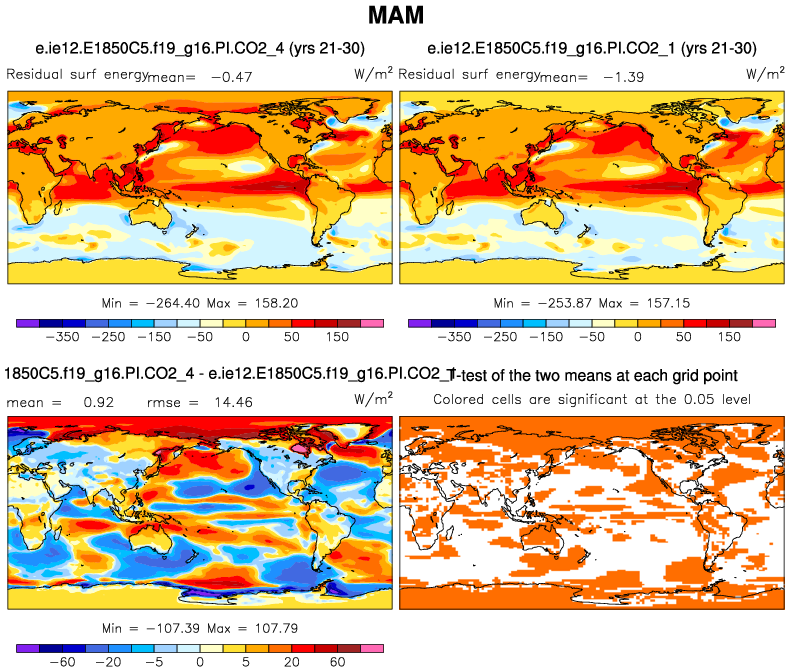 MAM
e.ie12.E1850C5.f19_g16.PI.CO2_4 (yrs 21-30)
e.ie12.E1850C5.f19_g16.PI.CO2_1 (yrs 21-30)
Residual surf energy mean= −0.47 W/m²
Residual surf energy mean= −1.39 W/m²
Min = −264.40 Max = 158.20
Min = −253.87 Max = 157.15
−350 −250 −150 −50 0 50 150
−350 −250 −150 −50 0 50 150
1850C5.f19_g16.PI.CO2_4 - e.ie12.E1850C5.f19_g16.PI.CO2_1
T-test of the two means at each grid point
mean = 0.92 rmse = 14.46 W/m²
Colored cells are significant at the 0.05 level
Min = −107.39 Max = 107.79
−60 −20 −5 0 5 20 60